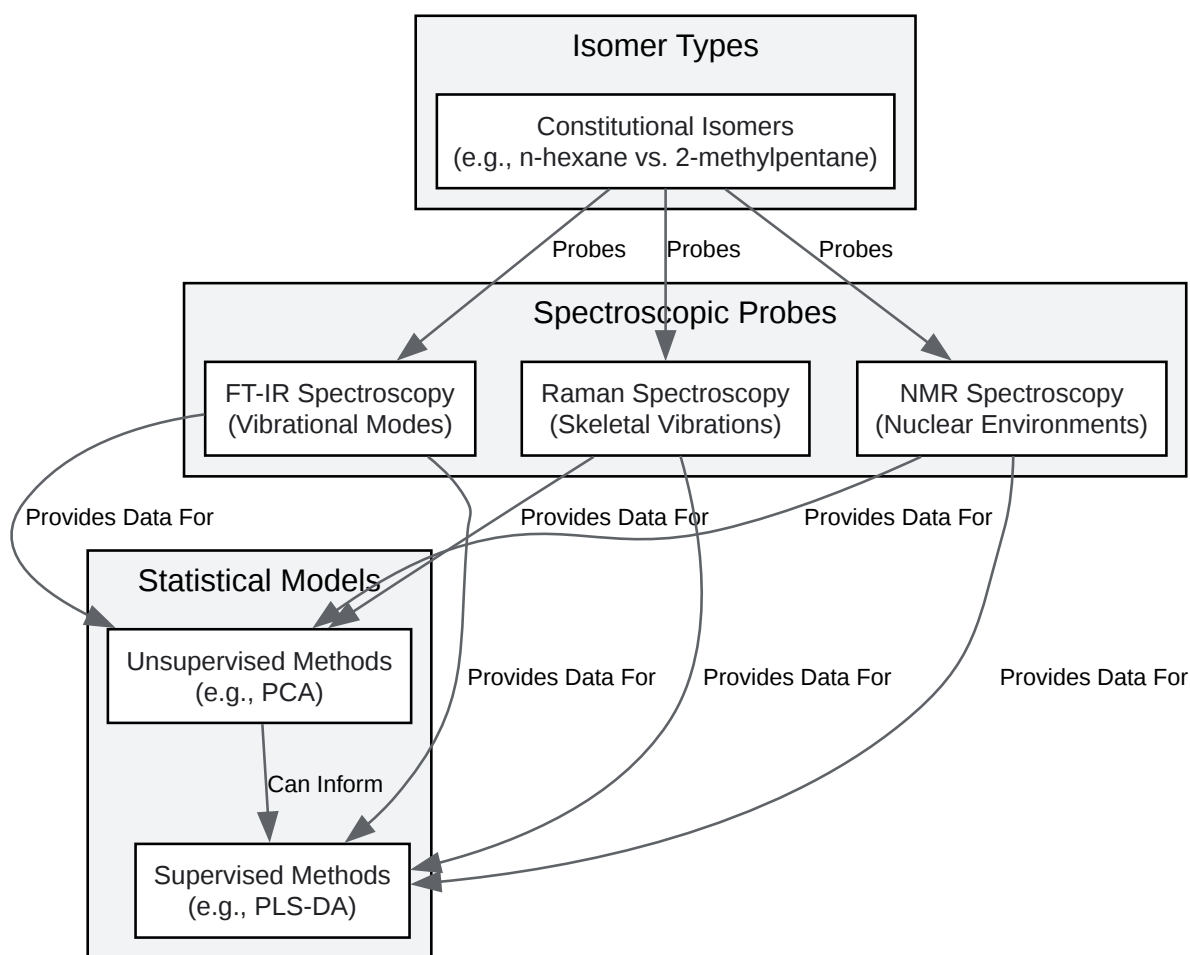 Isomer Types
Constitutional Isomers
(e.g., n-hexane vs. 2-methylpentane)
Probes
Probes
Probes
Spectroscopic Probes
FT-IR Spectroscopy
(Vibrational Modes)
Raman Spectroscopy
(Skeletal Vibrations)
NMR Spectroscopy
(Nuclear Environments)
Provides Data For
Provides Data For
Provides Data For
Statistical Models
Unsupervised Methods
(e.g., PCA)
Provides Data For
Provides Data For
Provides Data For
Can Inform
Supervised Methods
(e.g., PLS-DA)